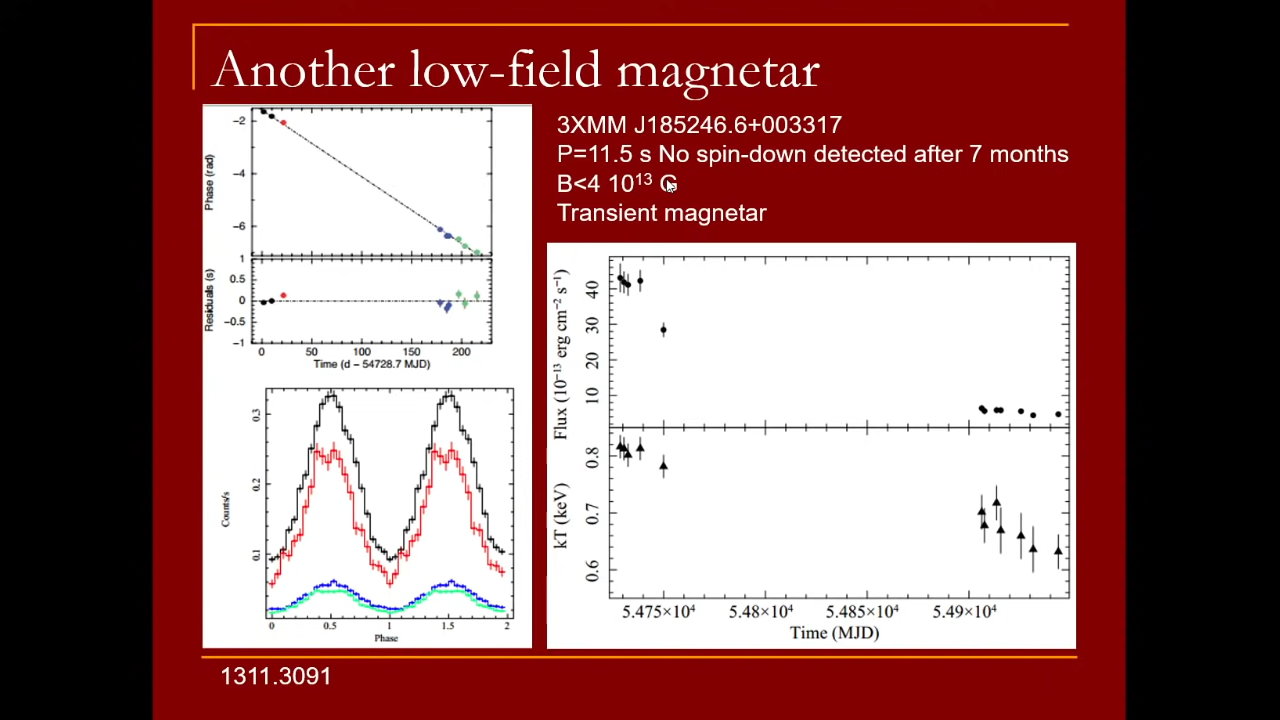 Another low-field magnetar
3XMM J185246.6+003317
P=11.5 s No spin-down detected after 7 months
B<4 10¹³ G
Transient magnetar
Phase (rad)
−2
−4
−6
Residuals (s)
1
0.5
0
−0.5
−1
0 50 100 150 200
Time (d − 54728.7 MJD)
Counts/s
0.3
0.2
0.1
0 0.5 1 1.5 2
Phase
Flux (10⁻¹³ erg cm⁻² s⁻¹)
40
30
20
10
kT (keV)
0.8
0.7
0.6
5.475×10⁴ 5.48×10⁴ 5.485×10⁴ 5.49×10⁴
Time (MJD)
1311.3091